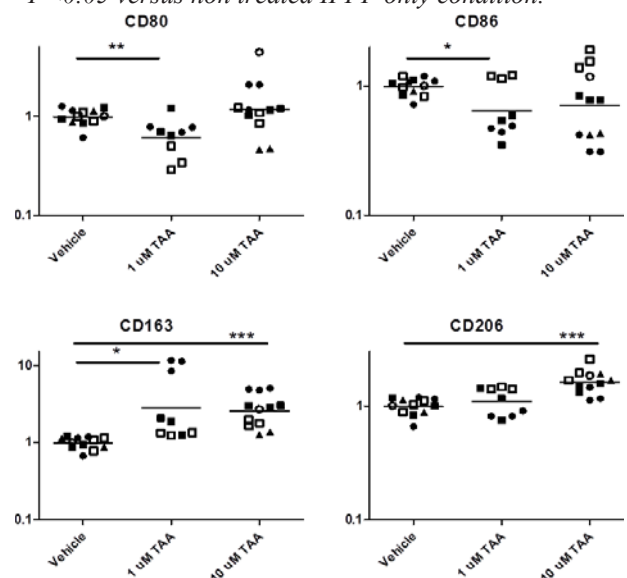 <0.05 versus non treated only condition.
CD80
**
1
0.1
Vehicle
1 uM TAA
10 uM TAA
CD86
*
1
0.1
Vehicle
1 uM TAA
10 uM TAA
CD163
***
*
10
1
0.1
Vehicle
1 uM TAA
10 uM TAA
CD206
***
1
0.1
Vehicle
1 uM TAA
10 uM TAA